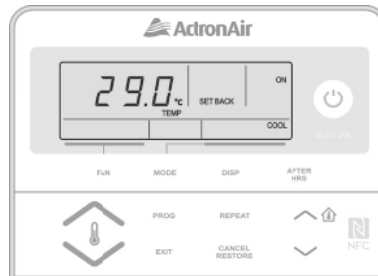 ActronAir
29.0 °C
TEMP
SET BACK
ON
COOL
FAN
MODE
DISP
AFTER
HRS
PROG
REPEAT
EXIT
CANCEL
RESTORE
NFC